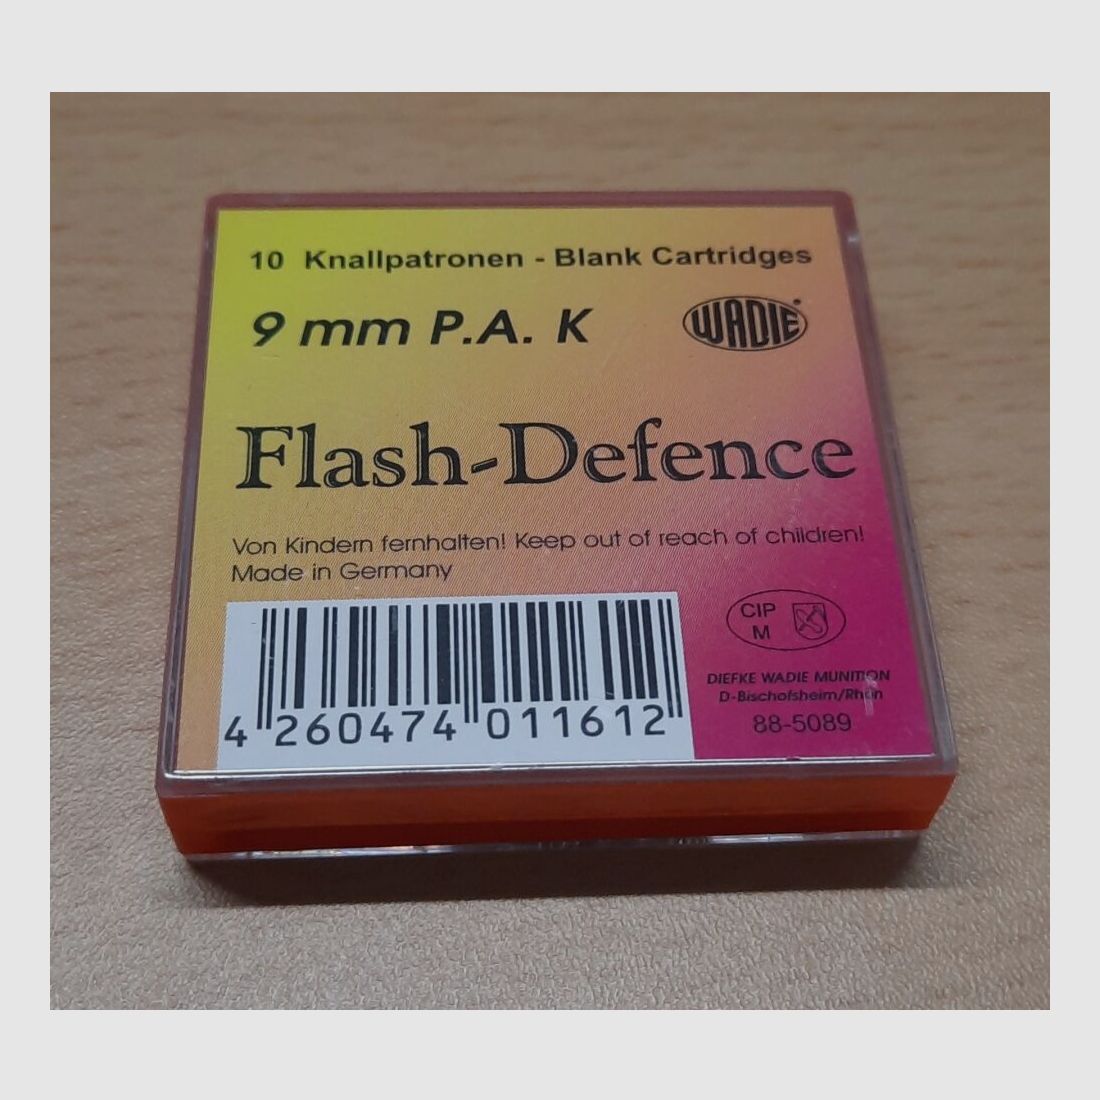 10 Knallpatronen - Blank Cartridges
9 mm P.A. K
WADIE®
Flash-Defence
Von Kindern fernhalten! Keep out of reach of children!
Made in Germany
CIP
M
DIEFKE WADIE MUNITION
D-Bischofsheim/Rhön
88-5089
4 260474 011612